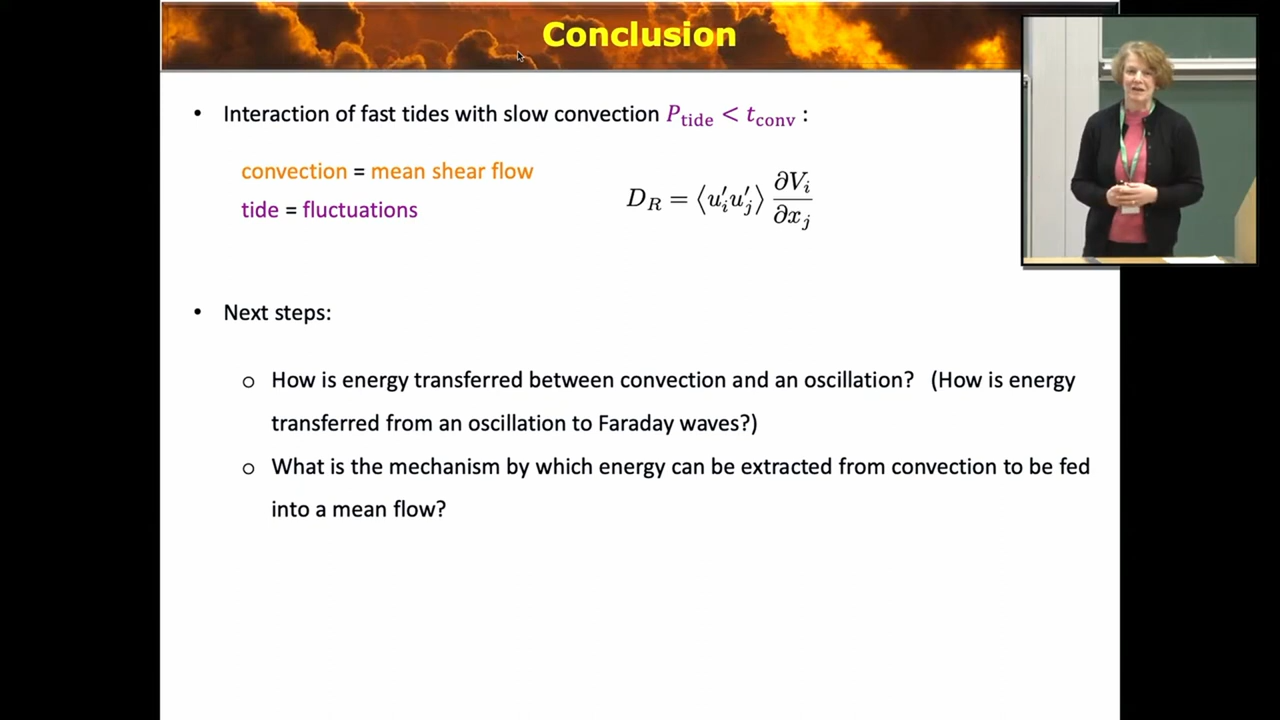 Conclusion
• Interaction of fast tides with slow convection P_tide < t_conv :
convection = mean shear flow
tide = fluctuations
D_R = ⟨u′_i u′_j⟩ ∂V_i/∂x_j
• Next steps:
o How is energy transferred between convection and an oscillation? (How is energy
transferred from an oscillation to Faraday waves?)
o What is the mechanism by which energy can be extracted from convection to be fed
into a mean flow?